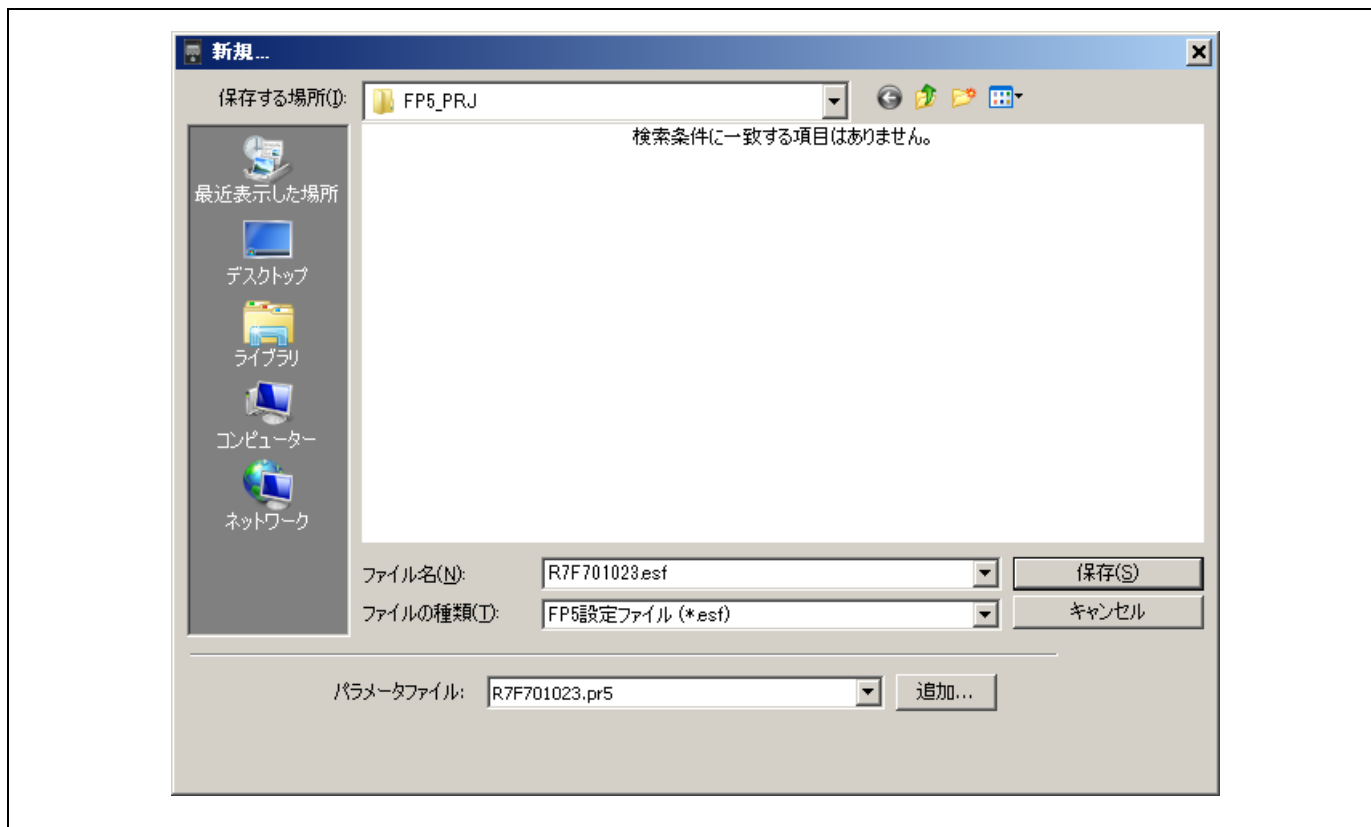 新規...
保存する場所(I):
FP5_PRJ
検索条件に一致する項目はありません。
最近表示した場所
デスクトップ
ライブラリ
コンピューター
ネットワーク
ファイル名(N):
R7F701023.esf
保存(S)
ファイルの種類(T):
FP5設定ファイル (*.esf)
キャンセル
パラメータファイル:
R7F701023.pr5
追加...